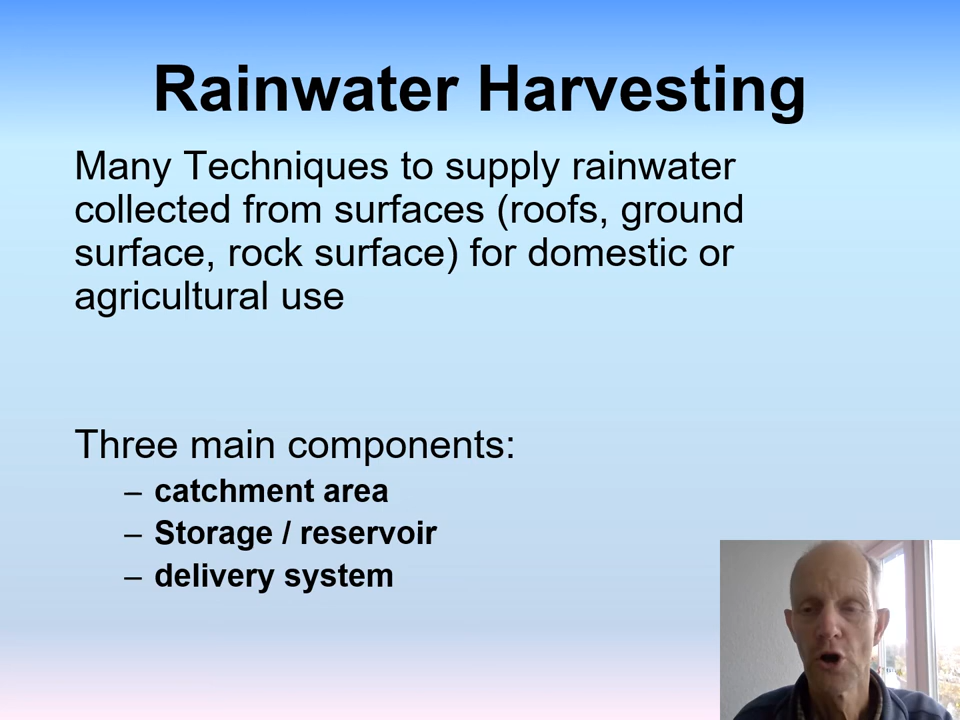 Rainwater Harvesting
Many Techniques to supply rainwater
collected from surfaces (roofs, ground
surface, rock surface) for domestic or
agricultural use
Three main components:
– catchment area
– Storage / reservoir
– delivery system